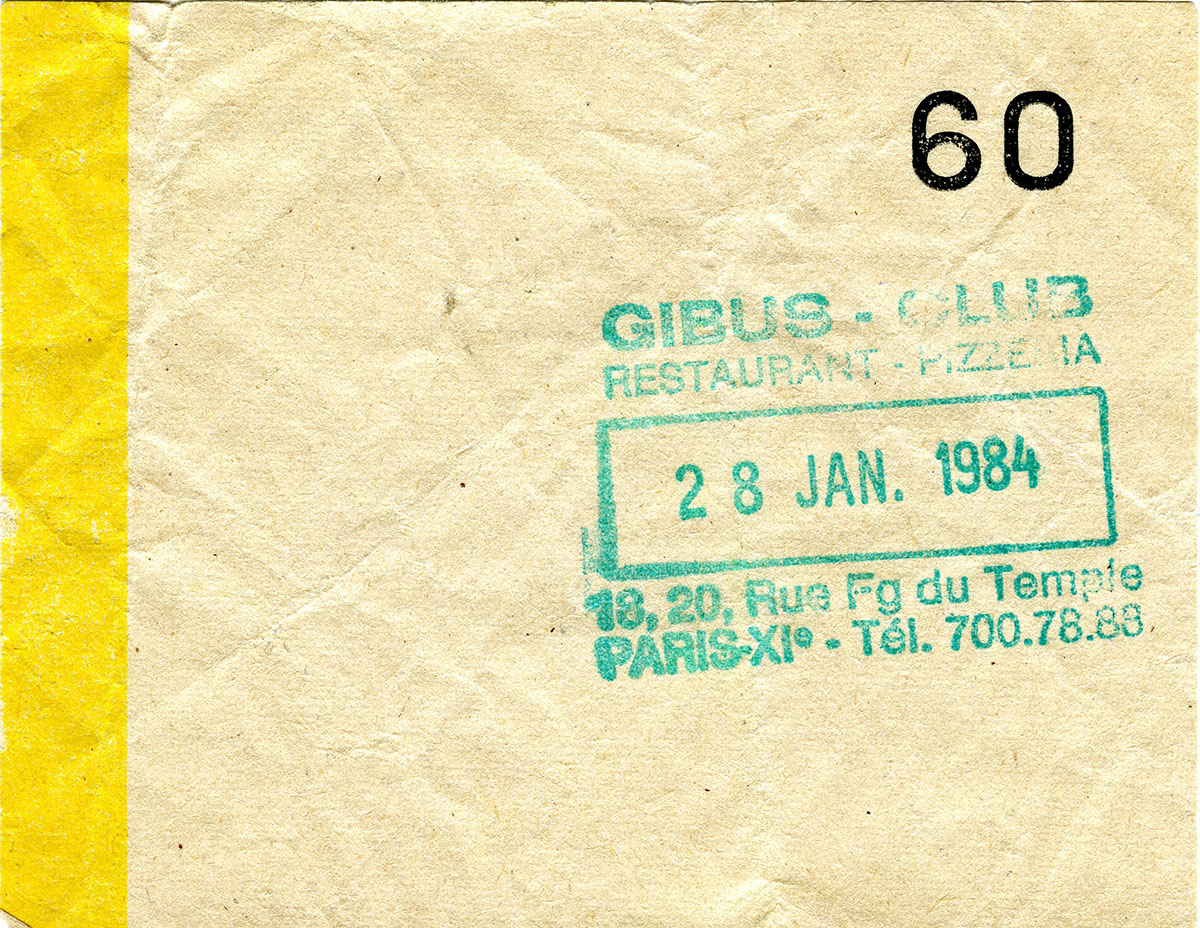 60
GIBUS - CLUB
RESTAURANT - PIZZERIA
28 JAN. 1984
18, 20, Rue Fg du Temple
PARIS-XIe - Tél. 700.78.88